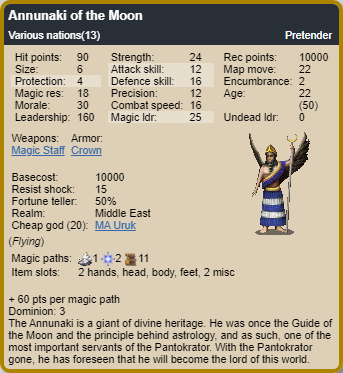 Annunaki of the Moon
Various nations(13) Pretender
Hit points: 90 Strength: 24 Rec points: 10000
Size: 6 Attack skill: 12 Map move: 22
Protection: 4 Defence skill: 16 Encumbrance: 2
Magic res: 18 Precision: 12 Age: 22
Morale: 30 Combat speed: 16 (50)
Leadership: 160 Magic ldr: 25 Undead ldr: 0
Weapons: Armor:
Magic Staff Crown
Basecost: 10000
Resist shock: 15
Fortune teller: 50%
Realm: Middle East
Cheap god (20): MA Uruk
(Flying)
Magic paths: 1 2 11
Item slots: 2 hands, head, body, feet, 2 misc
+ 60 pts per magic path
Dominion: 3
The Annunaki is a giant of divine heritage. He was once the Guide of
the Moon and the principle behind astrology, and as such, one of the
most important servants of the Pantokrator. With the Pantokrator
gone, he has foreseen that he will become the lord of this world.